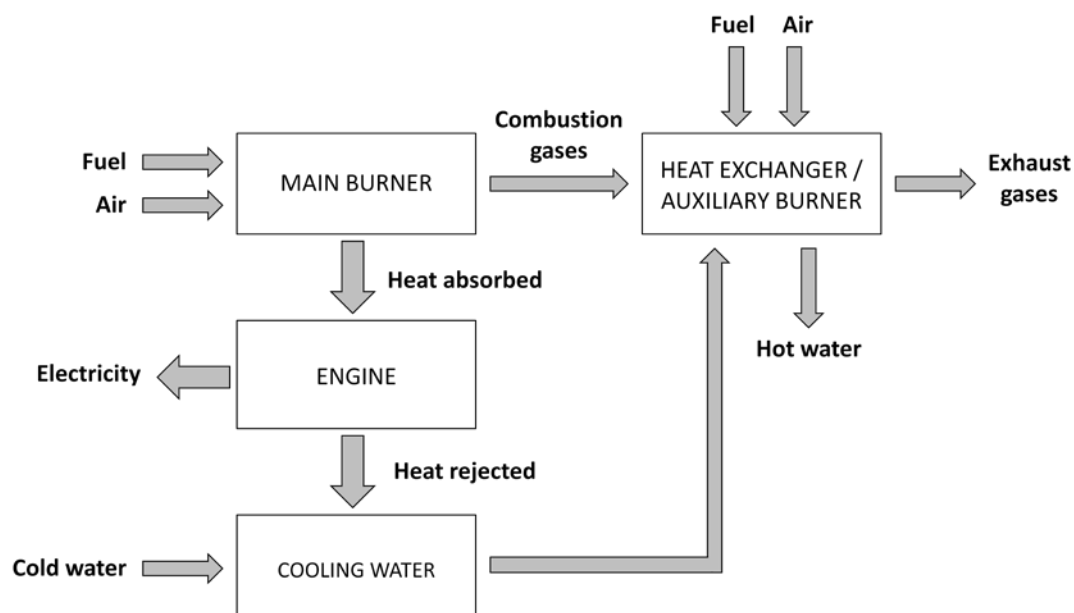 Fuel
Air
Combustion
gases
Fuel
Air
MAIN BURNER
HEAT EXCHANGER /
AUXILIARY BURNER
Exhaust
gases
Heat absorbed
Hot water
Electricity
ENGINE
Heat rejected
Cold water
COOLING WATER